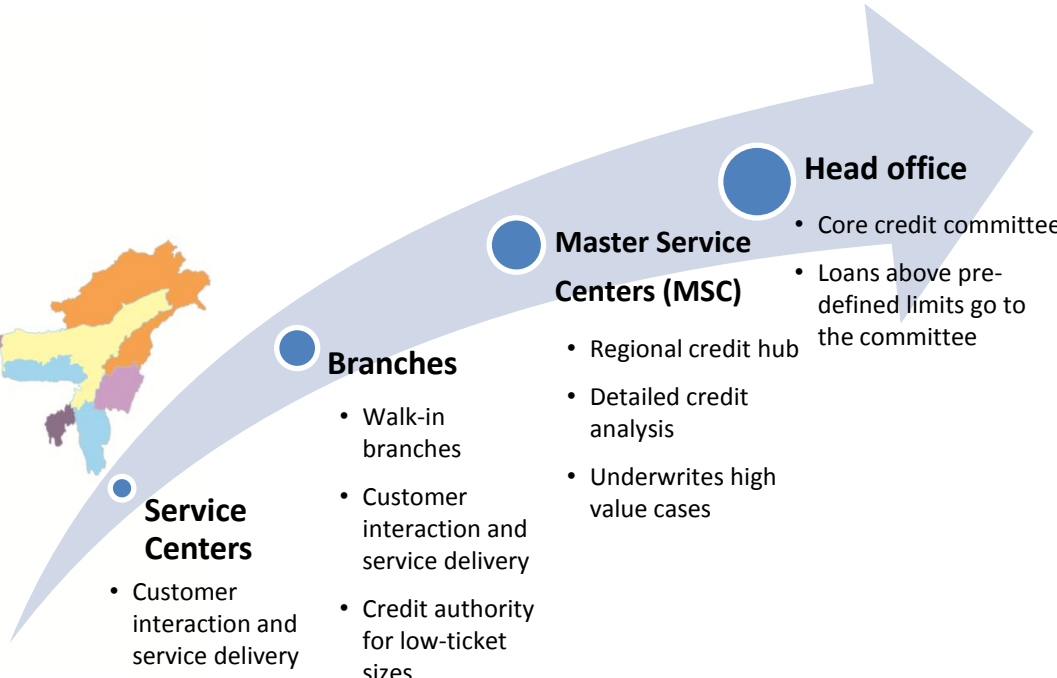 Service
Centers
• Customer
interaction and
service delivery
Branches
• Walk-in
branches
• Customer
interaction and
service delivery
• Credit authority
for low-ticket
sizes
Master Service
Centers (MSC)
• Regional credit hub
• Detailed credit
analysis
• Underwrites high
value cases
Head office
• Core credit committee
• Loans above pre-
defined limits go to
the committee